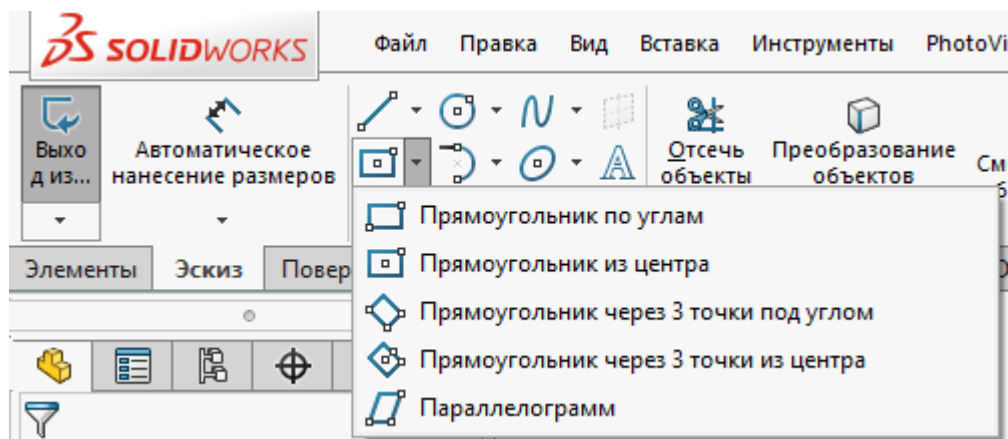 SOLIDWORKS Файл Правка Вид Вставка Инструменты
Выхо
д из...
Автоматическое
нанесение размеров
Отсечь
объекты
Преобразование
объектов
Прямоугольник по углам
Прямоугольник из центра
Прямоугольник через 3 точки под углом
Прямоугольник через 3 точки из центра
Параллелограмм
Элементы Эскиз